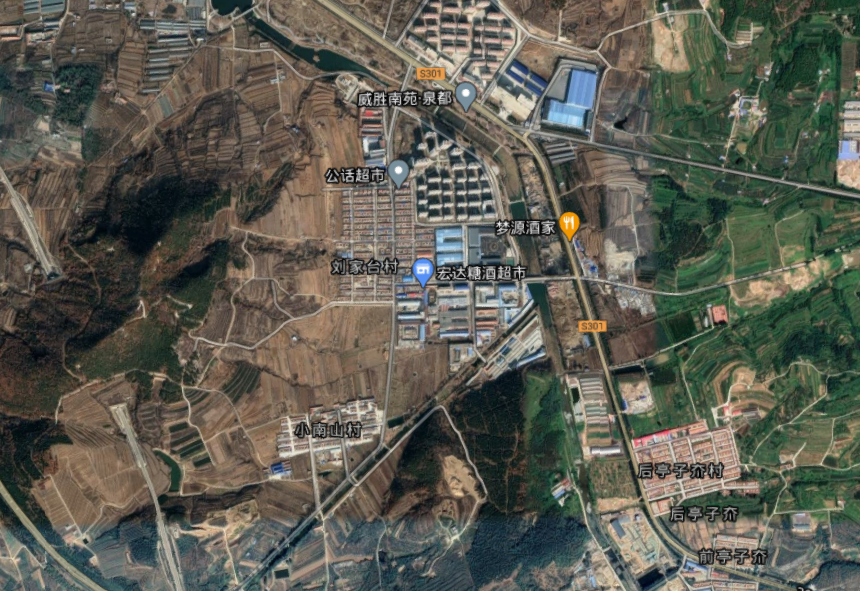 S301
威胜南苑·泉都
公话超市
梦源酒家
刘家台村
宏达糖酒超市
S301
小南山村
后亭子夼村
后亭子夼
前亭子夼